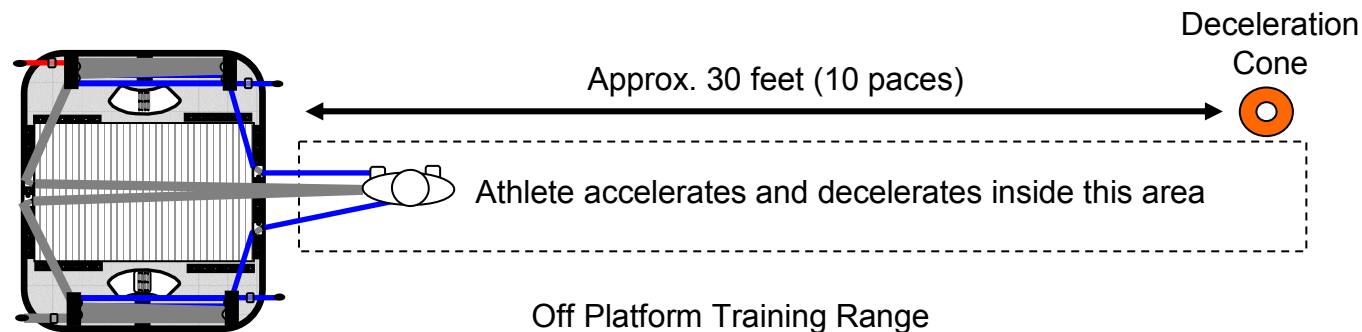 Deceleration
Cone
Approx. 30 feet (10 paces)
Athlete accelerates and decelerates inside this area
Off Platform Training Range